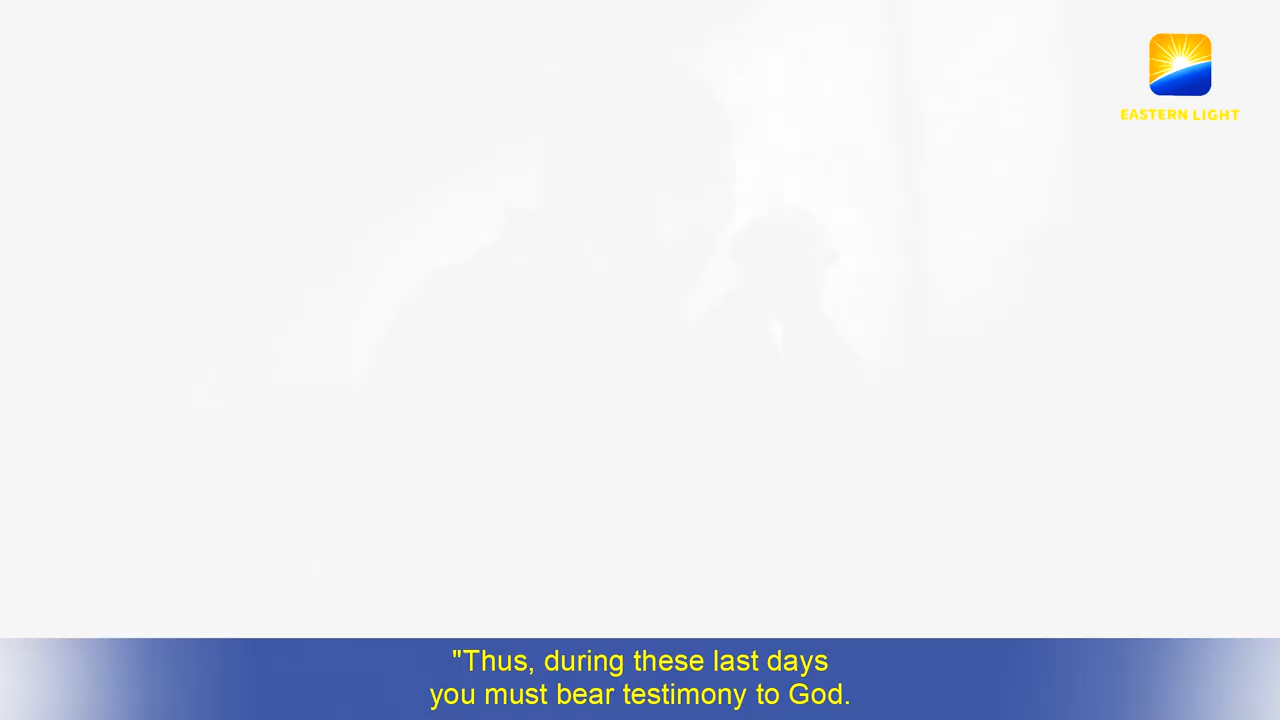 EASTERN LIGHT
"Thus, during these last days
you must bear testimony to God.